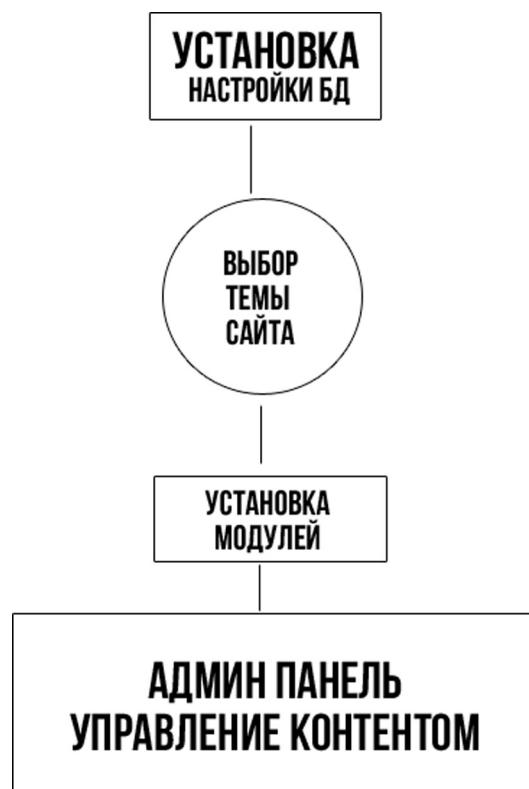 УСТАНОВКА
НАСТРОЙКИ БД
ВЫБОР
ТЕМЫ
САЙТА
УСТАНОВКА
МОДУЛЕЙ
АДМИН ПАНЕЛЬ
УПРАВЛЕНИЕ КОНТЕНТОМ